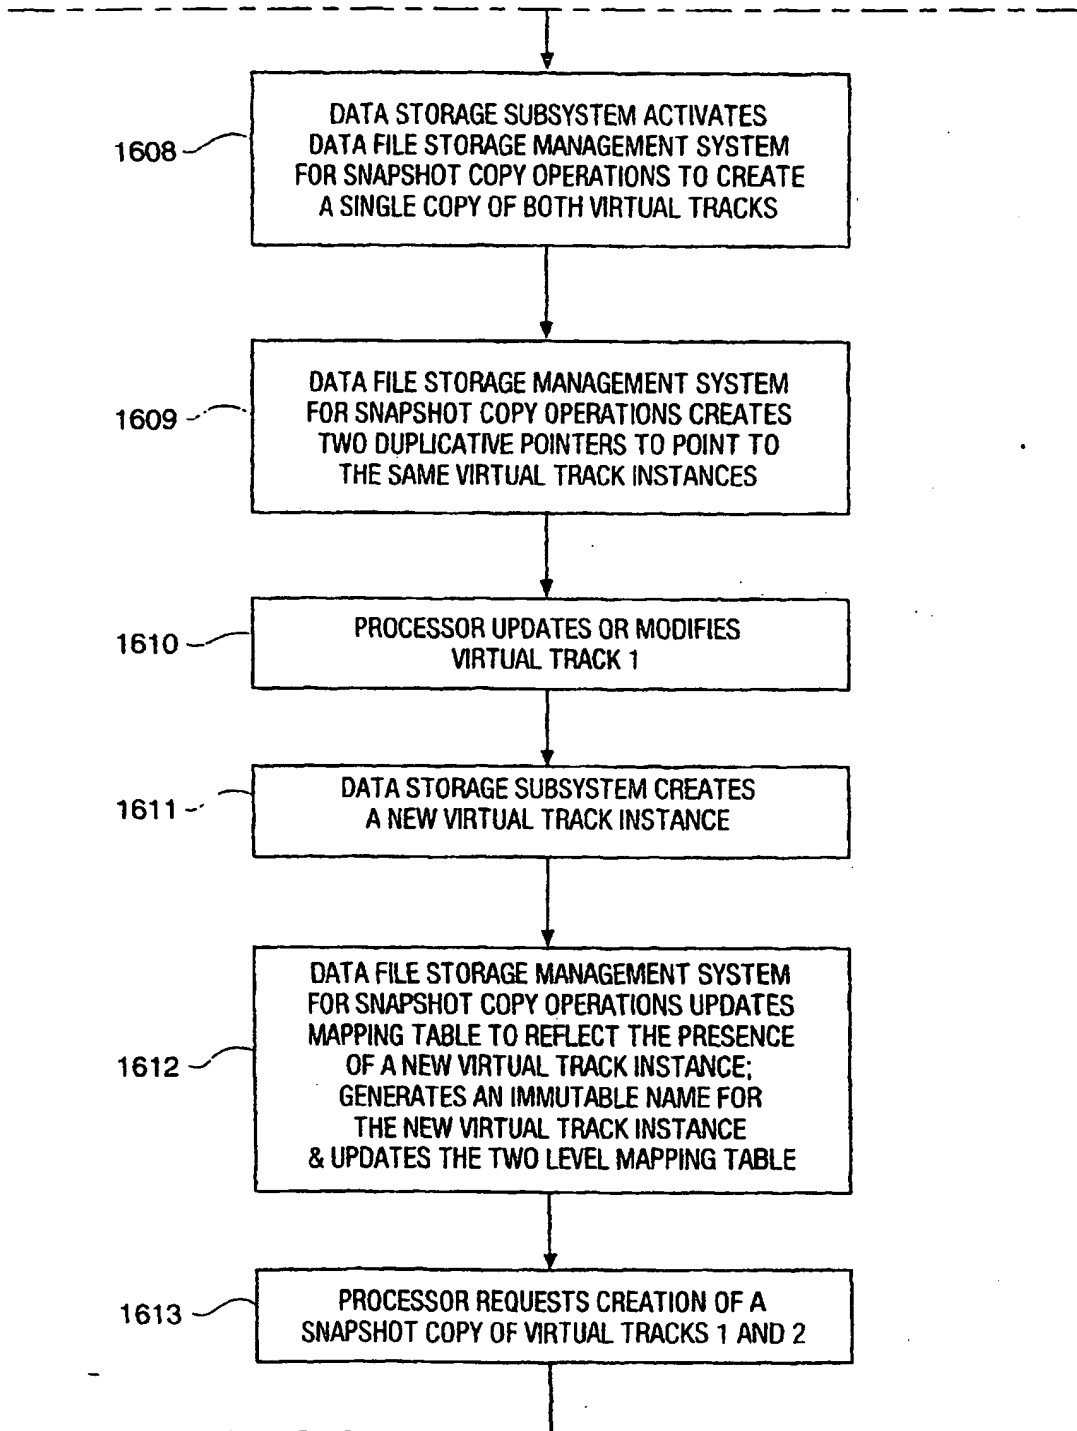 1608
DATA STORAGE SUBSYSTEM ACTIVATES
DATA FILE STORAGE MANAGEMENT SYSTEM
FOR SNAPSHOT COPY OPERATIONS TO CREATE
A SINGLE COPY OF BOTH VIRTUAL TRACKS
1609
DATA FILE STORAGE MANAGEMENT SYSTEM
FOR SNAPSHOT COPY OPERATIONS CREATES
TWO DUPLICATIVE POINTERS TO POINT TO
THE SAME VIRTUAL TRACK INSTANCES
1610
PROCESSOR UPDATES OR MODIFIES
VIRTUAL TRACK 1
1611
DATA STORAGE SUBSYSTEM CREATES
A NEW VIRTUAL TRACK INSTANCE
1612
DATA FILE STORAGE MANAGEMENT SYSTEM
FOR SNAPSHOT COPY OPERATIONS UPDATES
MAPPING TABLE TO REFLECT THE PRESENCE
OF A NEW VIRTUAL TRACK INSTANCE;
GENERATES AN IMMUTABLE NAME FOR
THE NEW VIRTUAL TRACK INSTANCE
& UPDATES THE TWO LEVEL MAPPING TABLE
1613
PROCESSOR REQUESTS CREATION OF A
SNAPSHOT COPY OF VIRTUAL TRACKS 1 AND 2